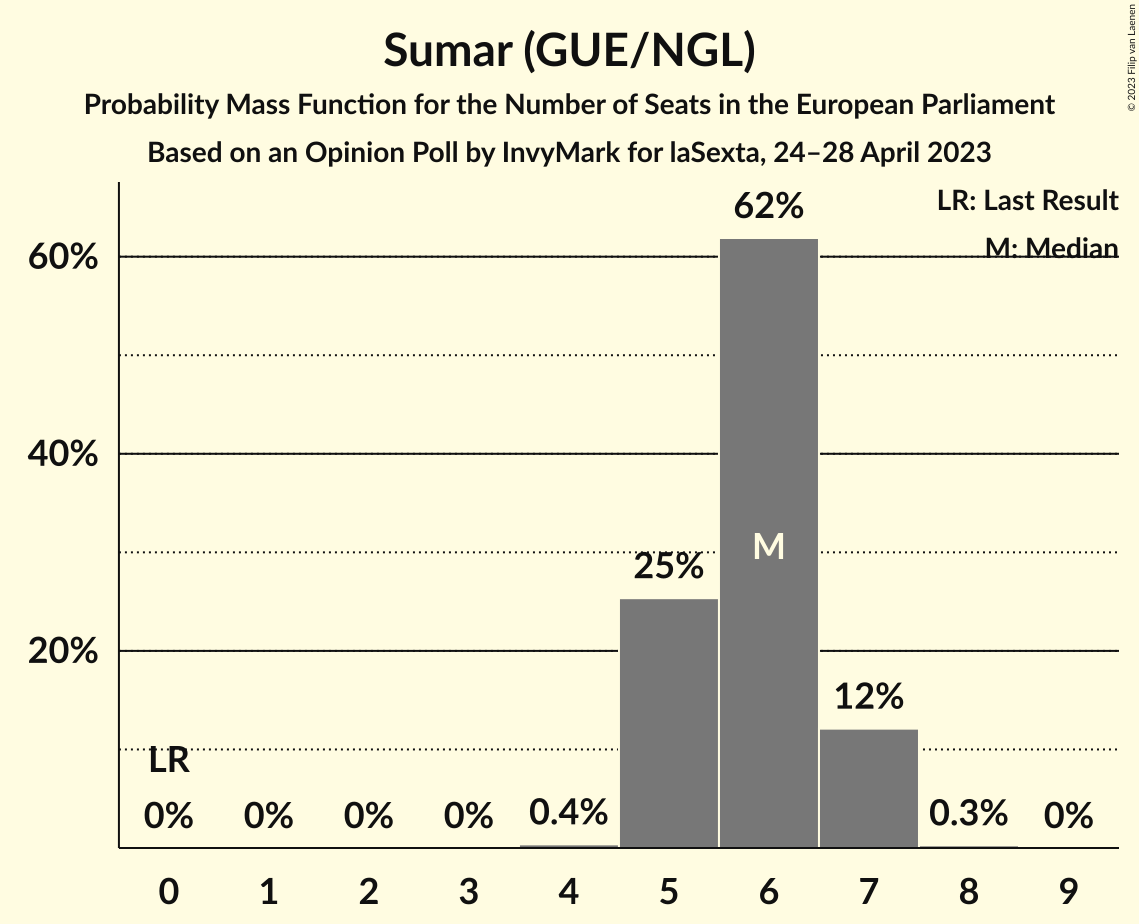 Sumar (GUE/NGL)
Probability Mass Function for the Number of Seats in the European Parliament
Based on an Opinion Poll by InvyMark for laSexta, 24–28 April 2023
© 2023 Filip van Laenen
LR: Last Result
M: Median
60%
40%
20%
LR
0%
0%
0%
0%
0.4%
25%
62%
M
12%
0.3%
0%
0 1 2 3 4 5 6 7 8 9